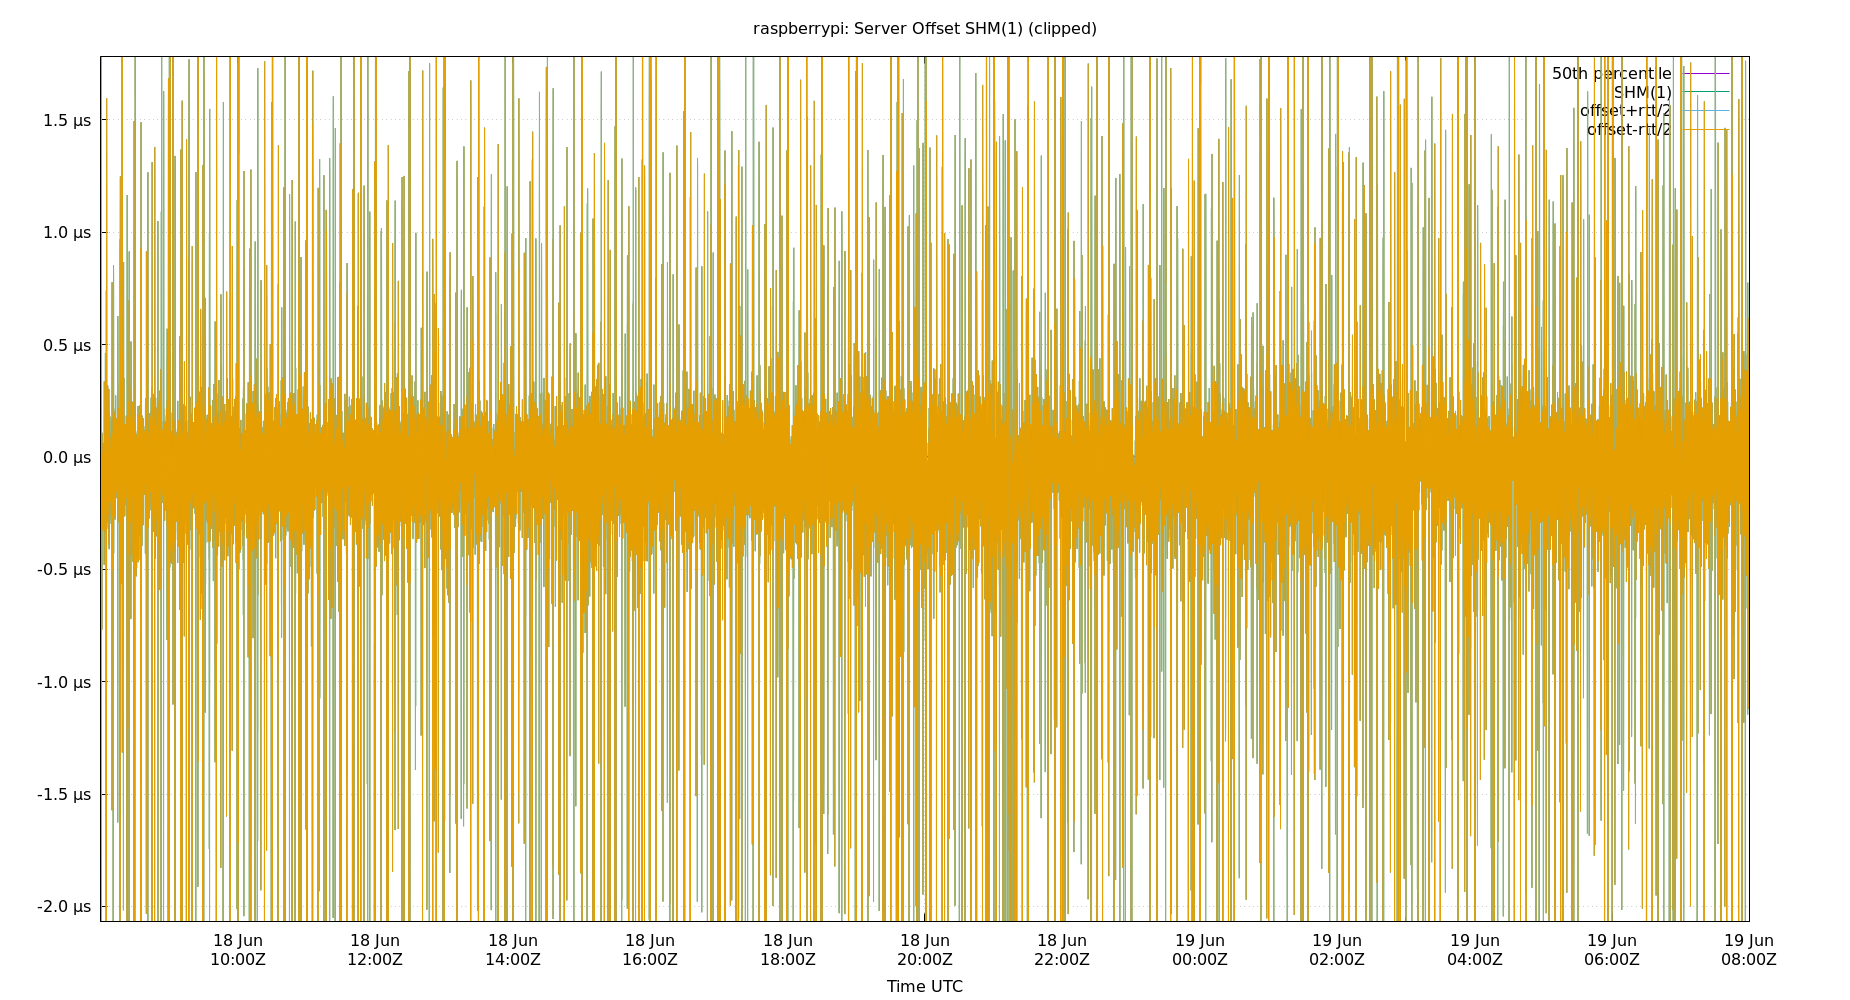 raspberrypi: Server Offset SHM(1) (clipped)
50th percentile
SHM(1)
offset+rtt/2
offset-rtt/2
1.5 µs
1.0 µs
0.5 µs
0.0 µs
-0.5 µs
-1.0 µs
-1.5 µs
-2.0 µs
18 Jun 18 Jun 18 Jun 18 Jun 18 Jun 18 Jun 18 Jun 19 Jun 19 Jun 19 Jun 19 Jun 19 Jun
10:00Z 12:00Z 14:00Z 16:00Z 18:00Z 20:00Z 22:00Z 00:00Z 02:00Z 04:00Z 06:00Z 08:00Z
Time UTC